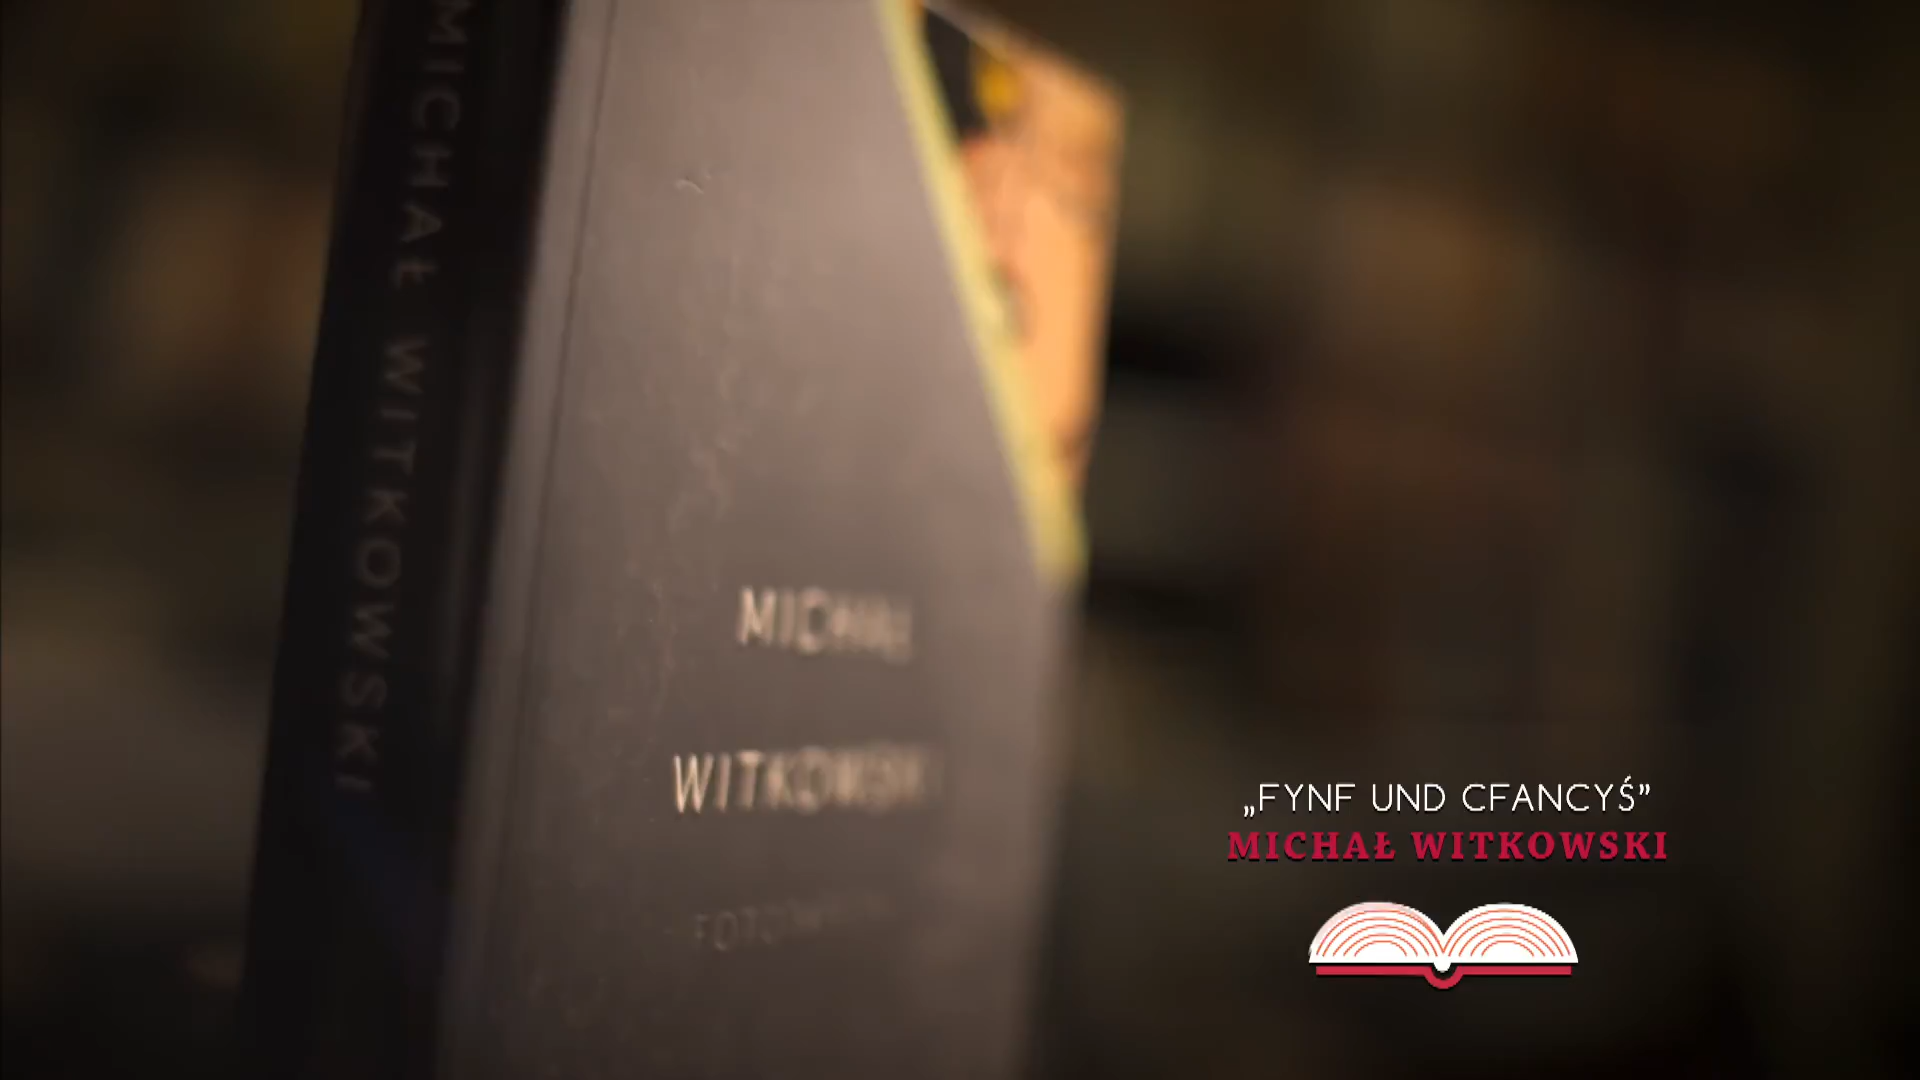 MICHAŁ WITKOWSKI
MICHAŁ
WITKOWSKI
„FYNF UND CFANCYŚ”
MICHAŁ WITKOWSKI